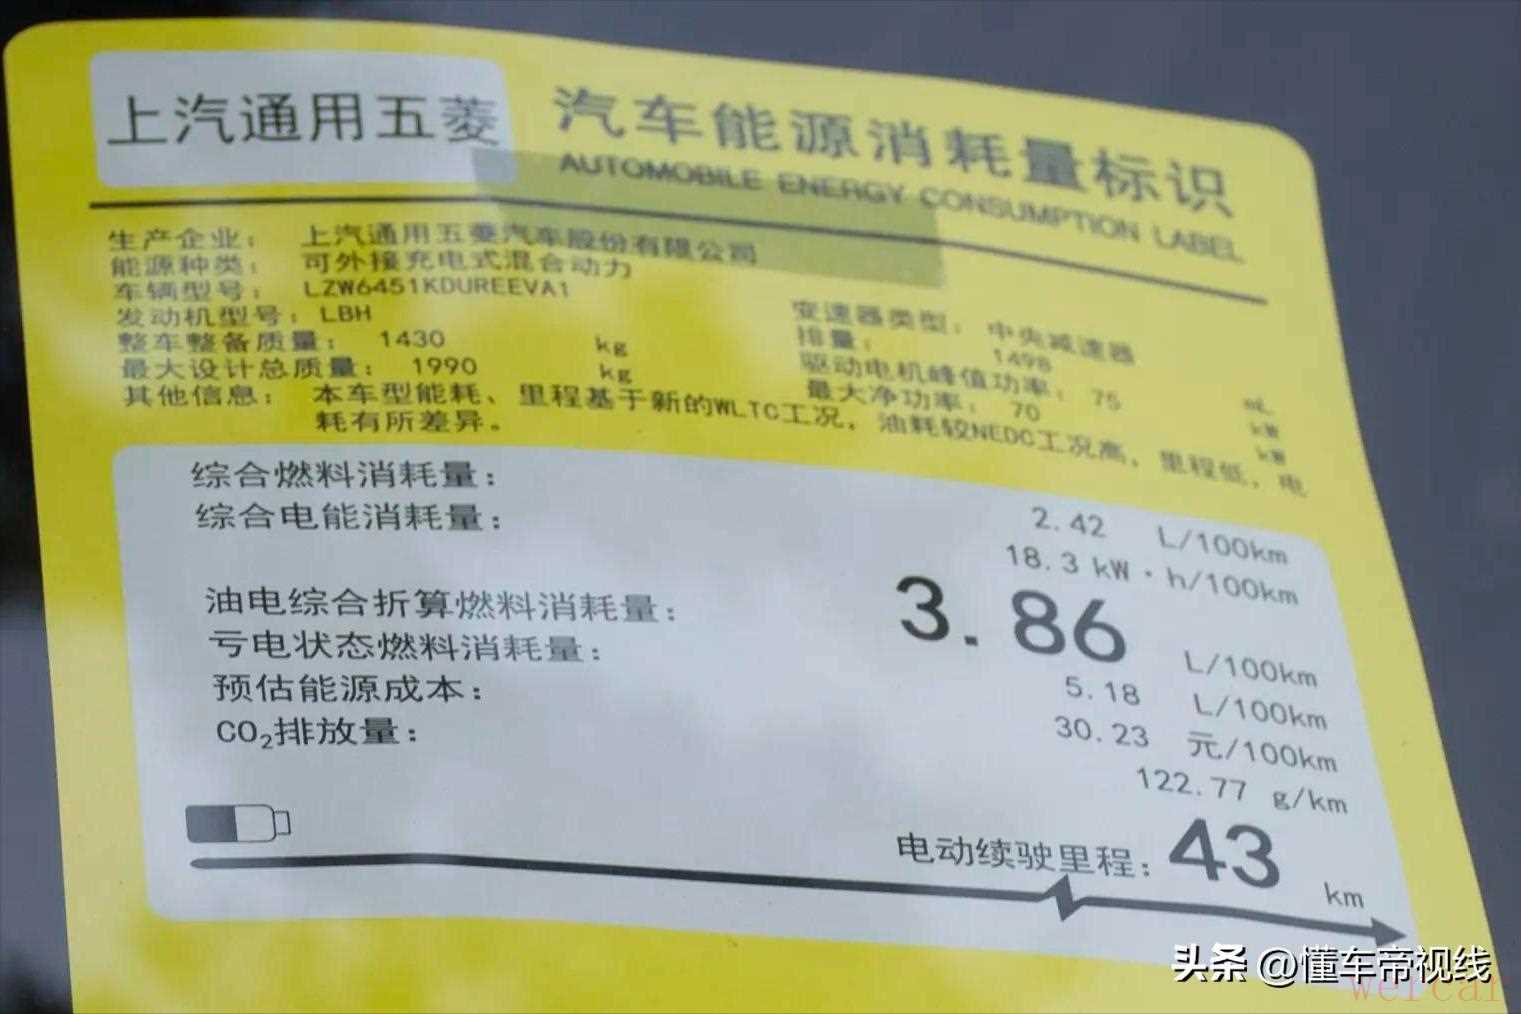 上汽通用五菱
汽车能源消耗量标识
AUTOMOBILE ENERGY CONSUMPTION LABEL
生产企业: 上汽通用五菱汽车股份有限公司
能源种类: 可外接充电式混合动力
车辆型号: LZW6451KDUREEVA1
发动机型号: LBH
变速器类型: 中央减速器
整车整备质量: 1430 kg
排量: 1498 mL
最大设计总质量: 1990 kg
驱动电机峰值功率: 75 kW
最大净功率: 70 kW
其他信息: 本车型能耗、里程基于新的WLTC工况,油耗较NEDC工况高,里程低,电
耗有所差异。
综合燃料消耗量: 2.42 L/100km
综合电能消耗量: 18.3 kW·h/100km
油电综合折算燃料消耗量: 3.86 L/100km
亏电状态燃料消耗量: 5.18 L/100km
预估能源成本: 30.23 元/100km
CO2排放量: 122.77 g/km
电动续驶里程: 43 km
头条 @懂车帝视线
weicar